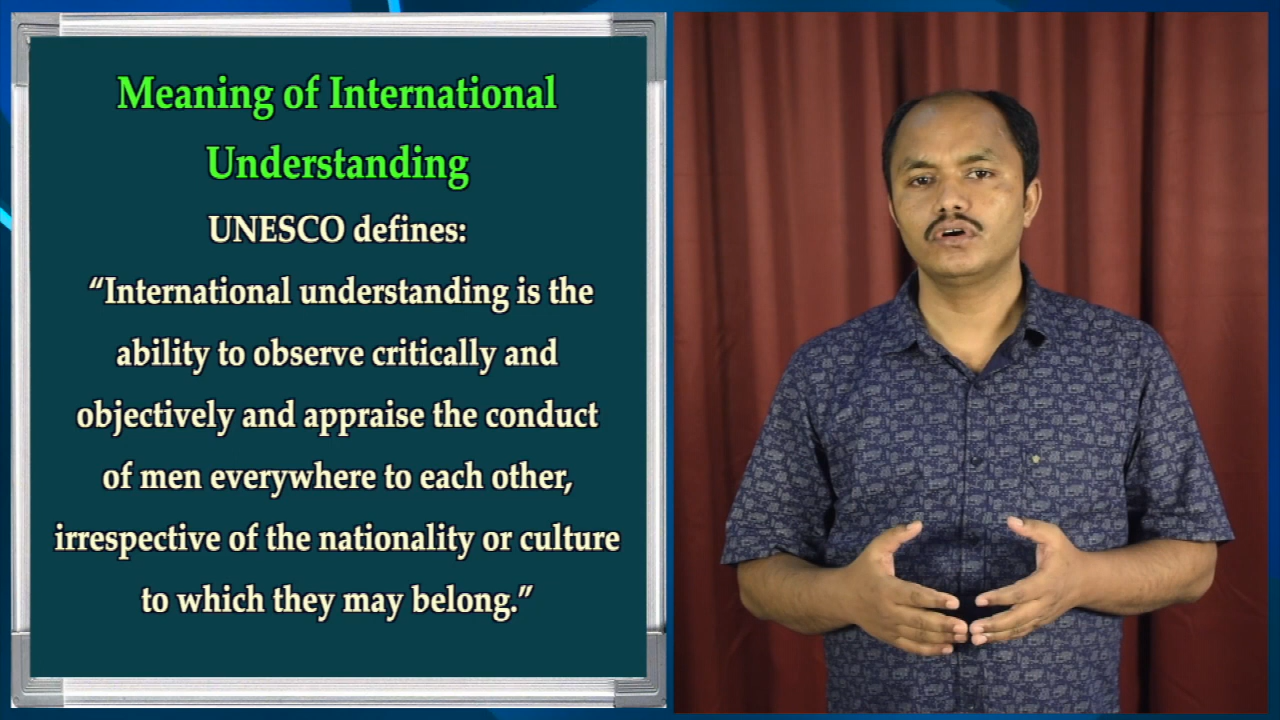 Meaning of International
Understanding
UNESCO defines:
“International understanding is the
ability to observe critically and
objectively and appraise the conduct
of men everywhere to each other,
irrespective of the nationality or culture
to which they may belong.”